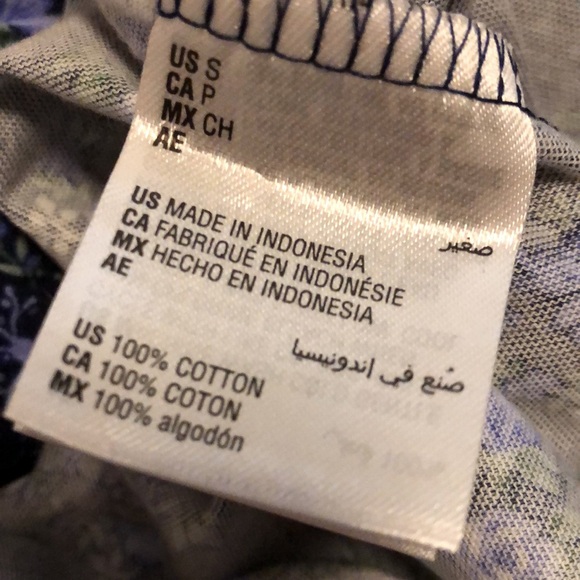 US S
CA P
MX CH
AE
صغير
US MADE IN INDONESIA
CA FABRIQUÉ EN INDONÉSIE
MX HECHO EN INDONESIA
AE
صُنع في اندونيسيا
US 100% COTTON
CA 100% COTON
MX 100% algodón